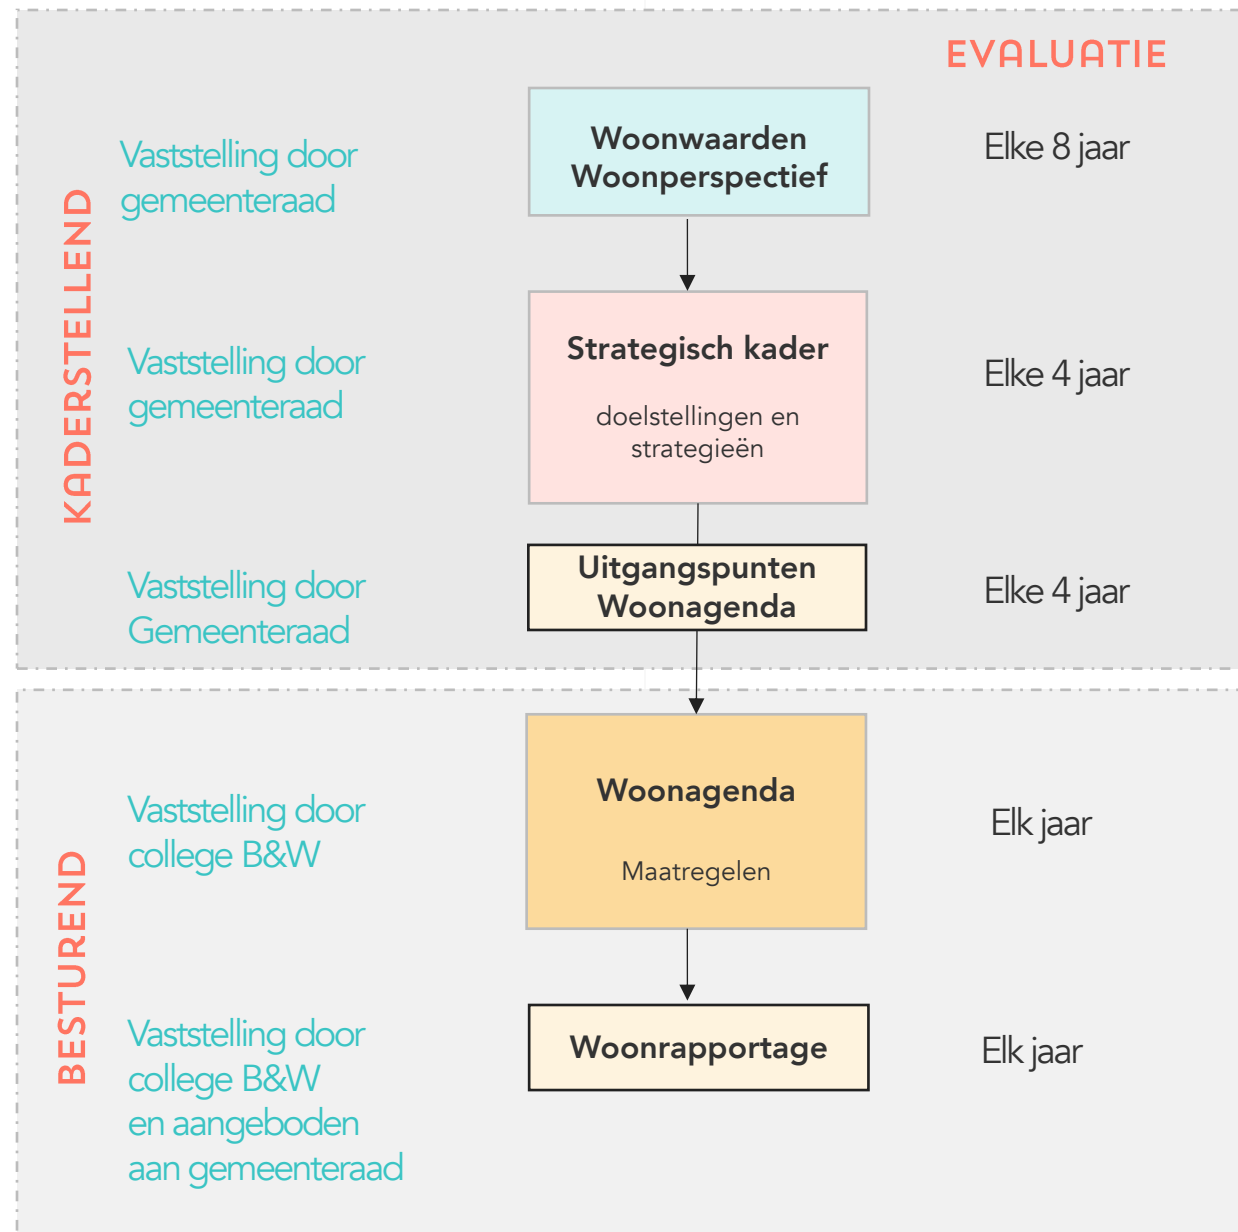 EVALUATIE
KADERSTELLEND
Vaststelling door
gemeenteraad
Woonwaarden
Woonperspectief
Elke 8 jaar
Vaststelling door
gemeenteraad
Strategisch kader
doelstellingen en
strategieën
Elke 4 jaar
Vaststelling door
Gemeenteraad
Uitgangspunten
Woonagenda
Elke 4 jaar
BESTUREND
Vaststelling door
college B&W
Woonagenda
Maatregelen
Elk jaar
Vaststelling door
college B&W
en aangeboden
aan gemeenteraad
Woonrapportage
Elk jaar